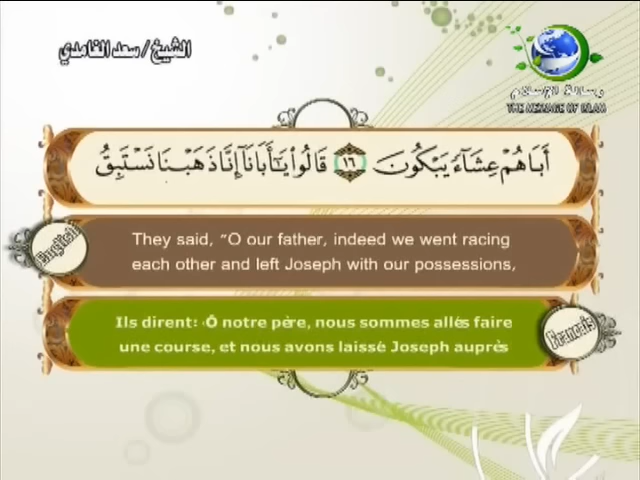 الشيخ / سعد الغامدي
رسالة الإسلام
THE MESSAGE OF ISLAM
أَبَاهُمْ عِشَآءً يَبْكُونَ ١٦ قَالُوا۟ يَٰٓأَبَانَآ إِنَّا ذَهَبْنَا نَسْتَبِقُ
English
They said, "O our father, indeed we went racing
each other and left Joseph with our possessions,
Ils dirent: Ô notre père, nous sommes allés faire
une course, et nous avons laissé Joseph auprès
Français